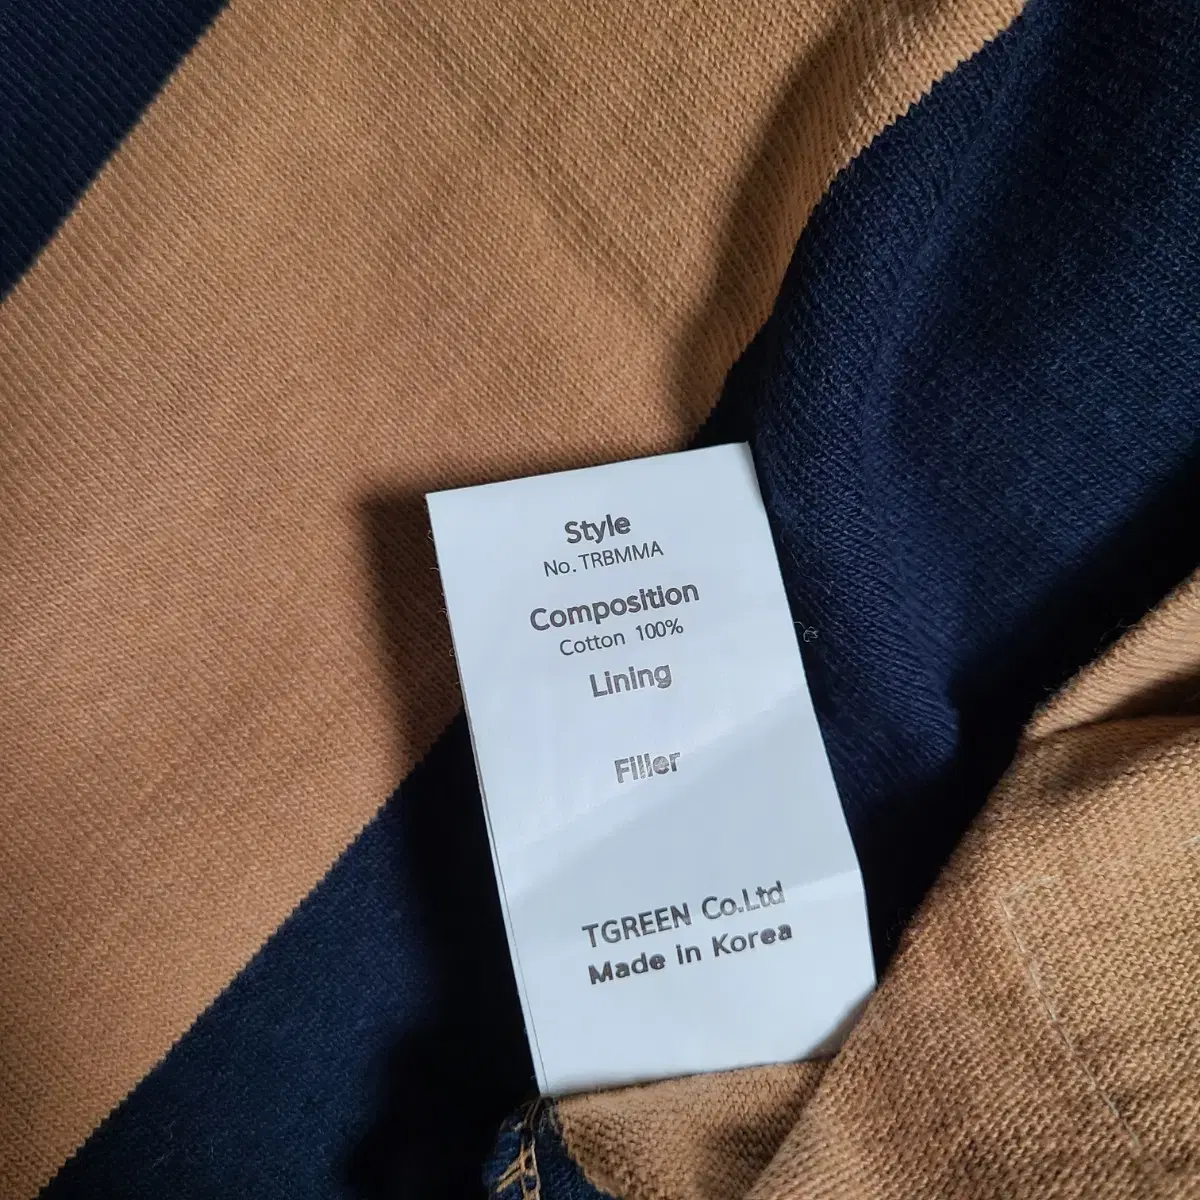 Style
No. TRBMMA
Composition
Cotton 100%
Lining
Filler
TGREEN Co.Ltd
Made in Korea